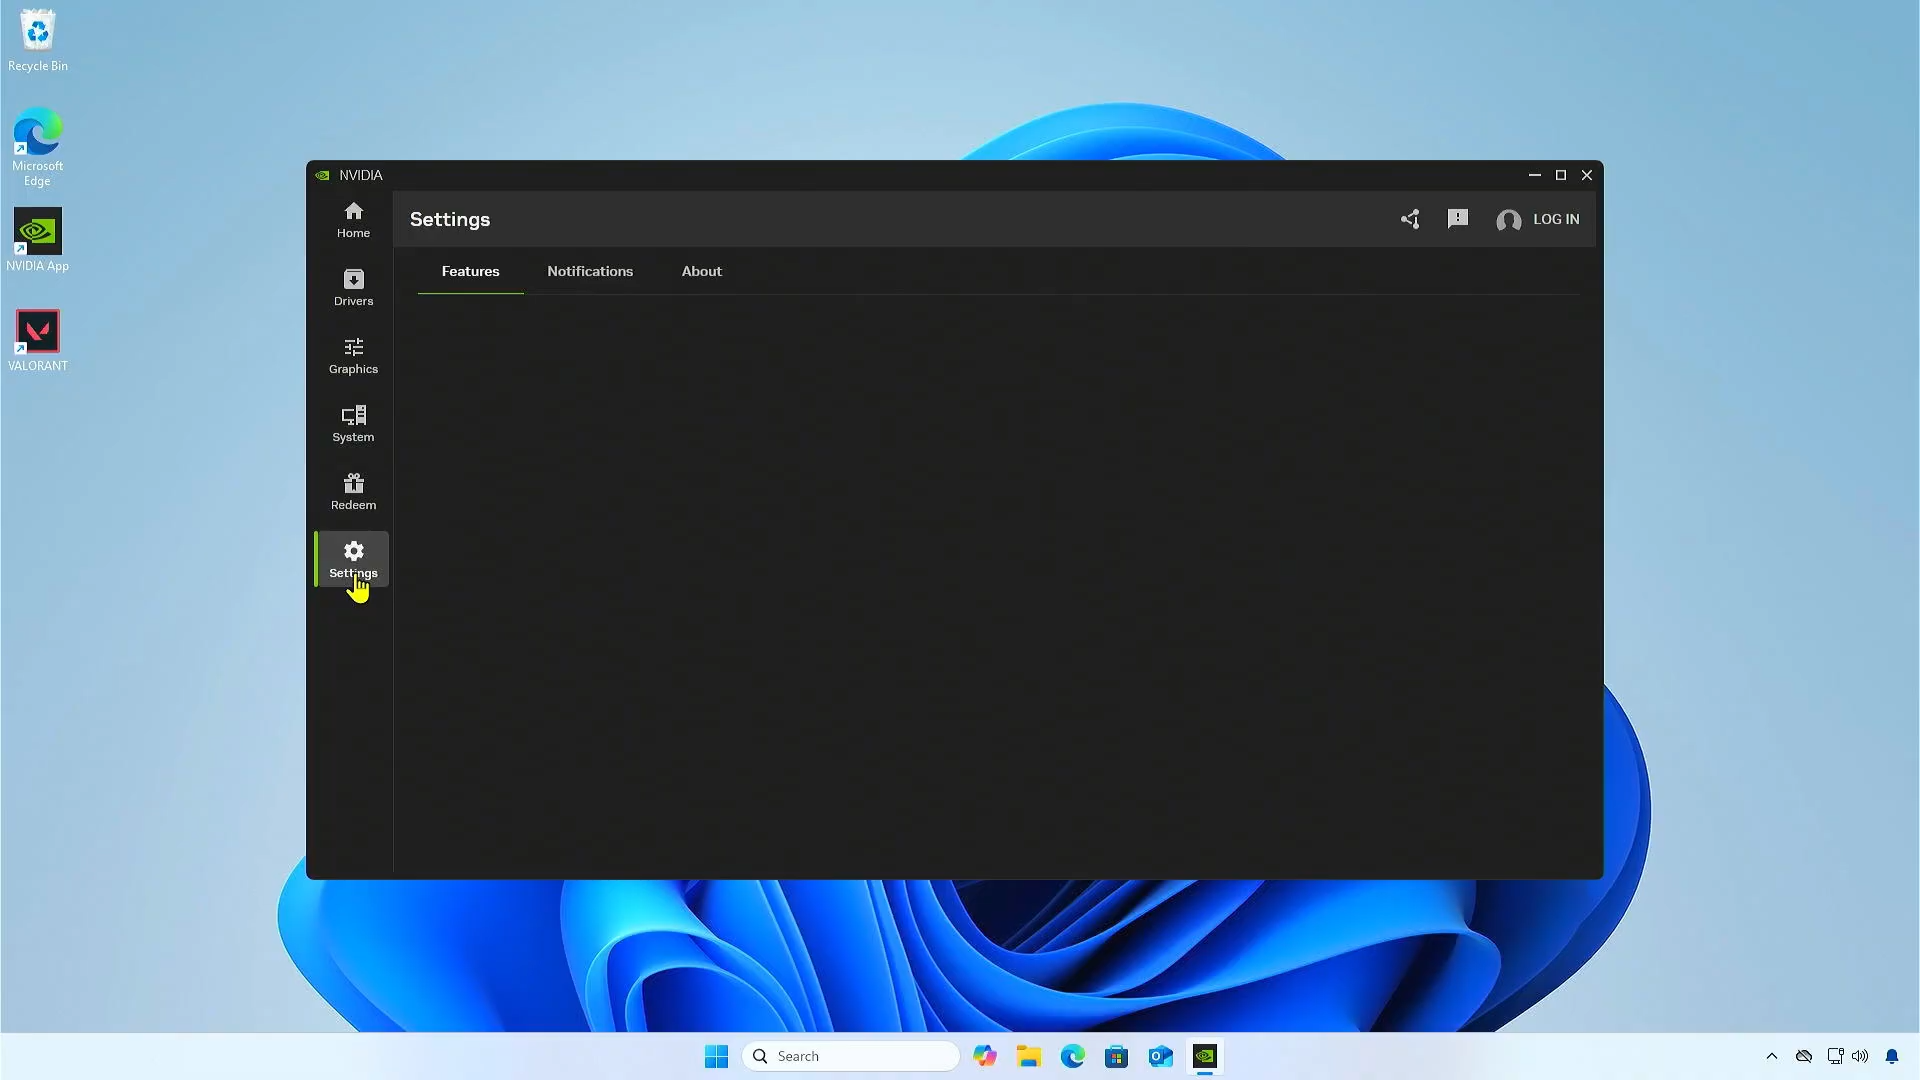 Recycle Bin
Microsoft
Edge
NVIDIA App
VALORANT
NVIDIA
Home
Drivers
Graphics
System
Redeem
Settings
Settings
LOG IN
Features Notifications About
Search